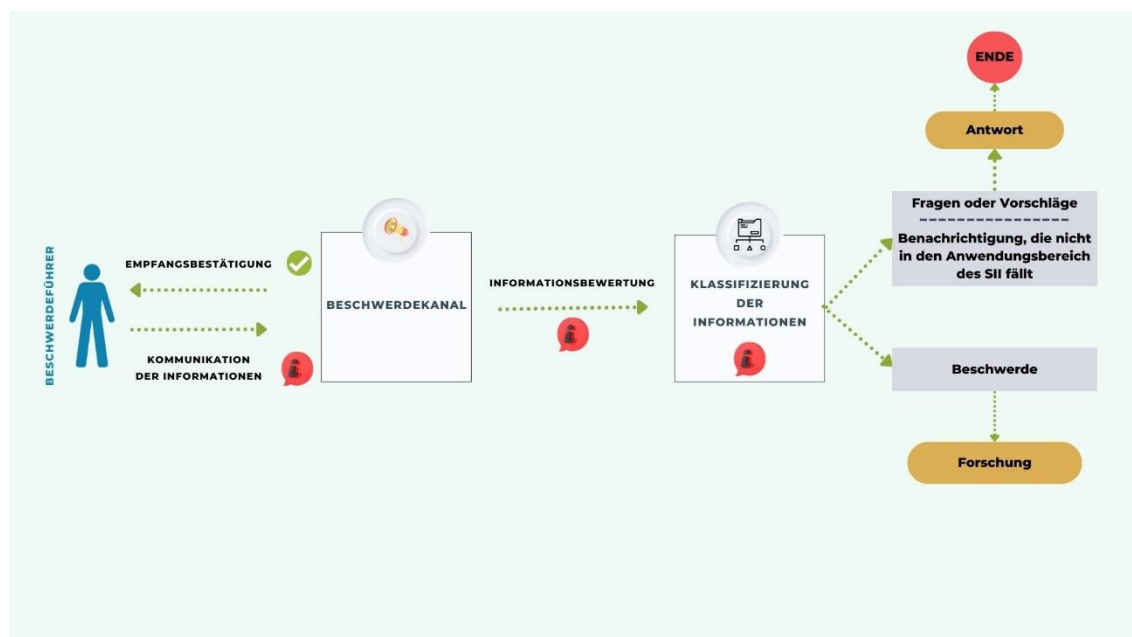 BESCHWERDEFÜHRER
EMPFANGSBESTÄTIGUNG
KOMMUNIKATION
DER INFORMATIONEN
BESCHWERDEKANAL
INFORMATIONSBEWERTUNG
KLASSIFIZIERUNG
DER
INFORMATIONEN
ENDE
Antwort
Fragen oder Vorschläge
Benachrichtigung, die nicht
in den Anwendungsbereich
des SII fällt
Beschwerde
Forschung